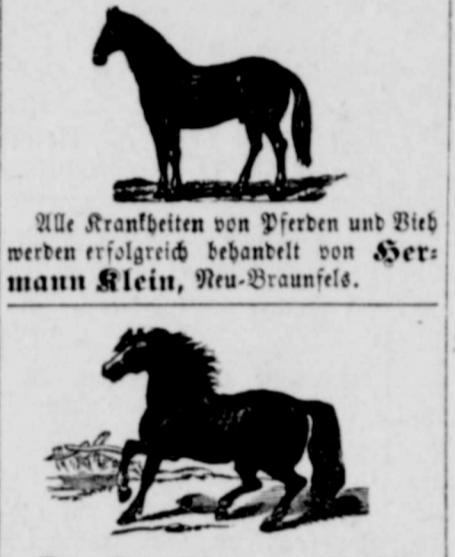 Alle Krankheiten von Pferden und Vieh
werden erfolgreich behandelt von Her-
mann Klein, Neu-Braunfels.